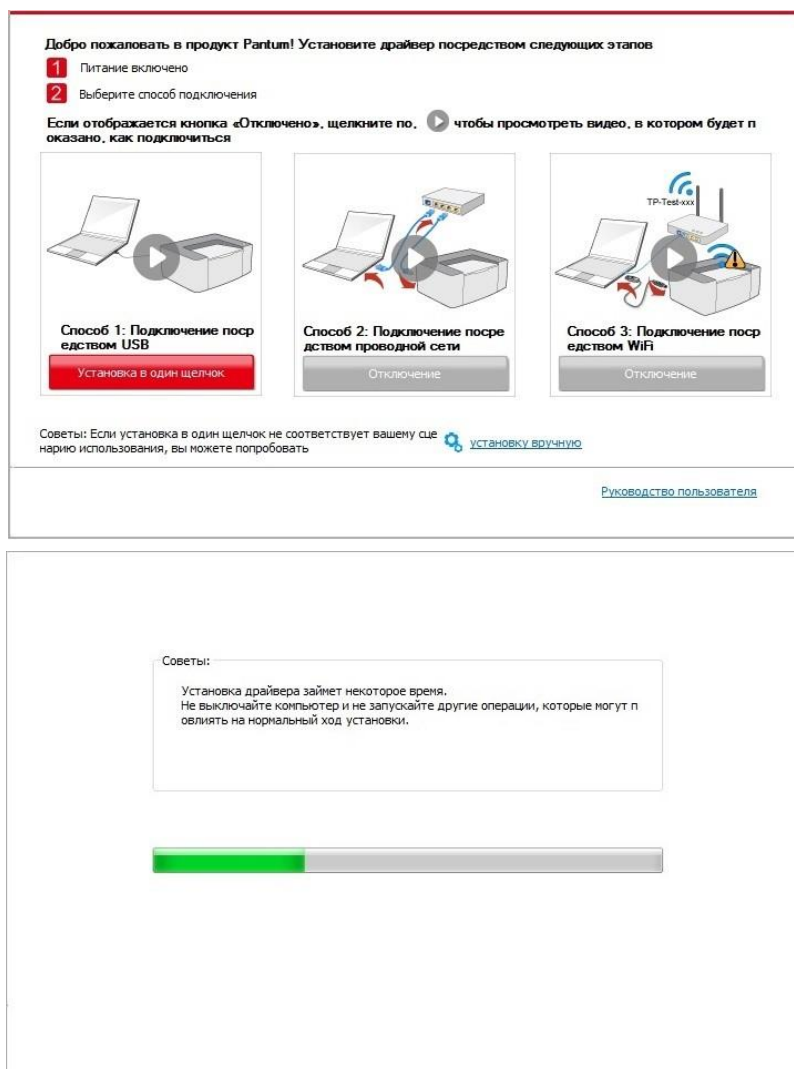 Добро пожаловать в продукт Pantum! Установите драйвер посредством следующих этапов
1 Питание включено
2 Выберите способ подключения
Если отображается кнопка «Отключено», щелкните по, чтобы просмотреть видео, в котором будет п
оказано, как подключиться
TP-Test-xxx
Способ 1: Подключение поср
едством USB
Установка в один щелчок
Способ 2: Подключение посре
дством проводной сети
Отключение
Способ 3: Подключение поср
едством WiFi
Отключение
Советы: Если установка в один щелчок не соответствует вашему сце
нарию использования, вы можете попробовать
установку вручную
Руководство пользователя
Советы:
Установка драйвера займет некоторое время.
Не выключайте компьютер и не запускайте другие операции, которые могут п
овлиять на нормальный ход установки.